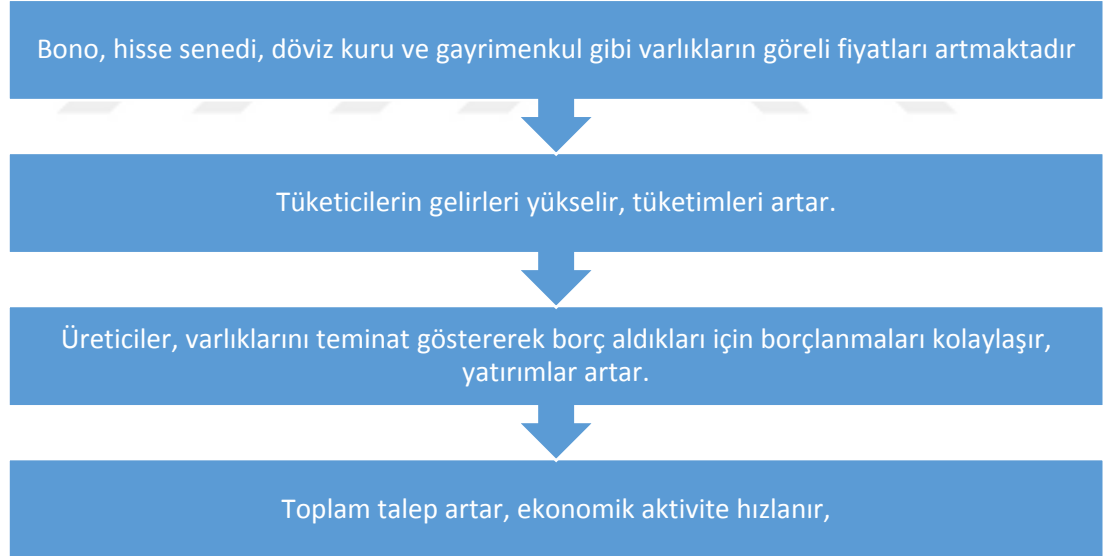 Bono, hisse senedi, döviz kuru ve gayrimenkul gibi varlıkların göreli fiyatları artmaktadır
Tüketicilerin gelirleri yükselir, tüketimleri artar.
Üreticiler, varlıklarını teminat göstererek borç aldıkları için borçlanmaları kolaylaşır,
yatırımlar artar.
Toplam talep artar, ekonomik aktivite hızlanır,